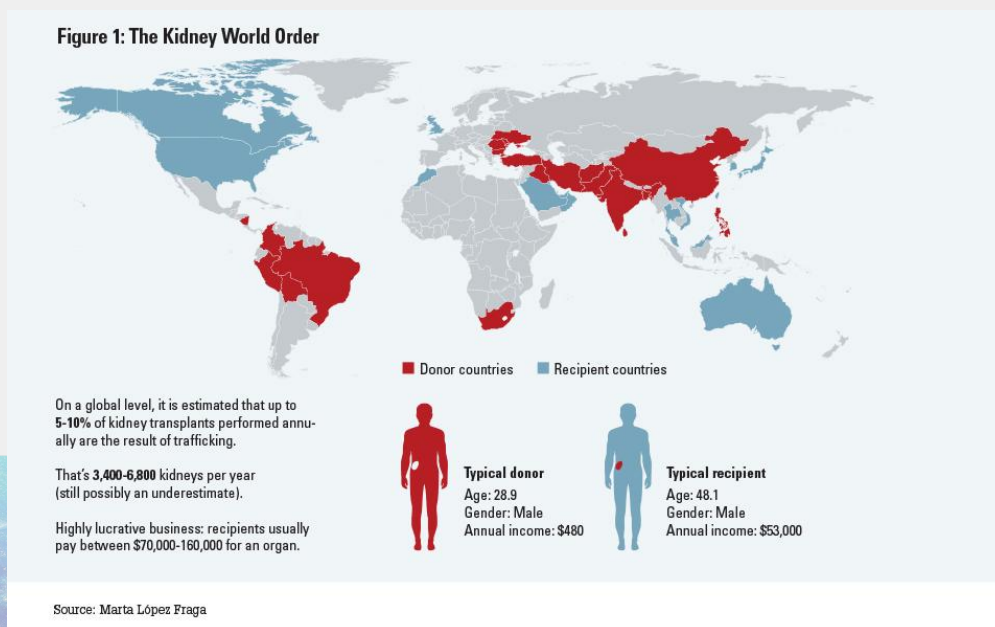 Figure 1: The Kidney World Order
Donor countries
Recipient countries
On a global level, it is estimated that up to
5-10% of kidney transplants performed annu-
ally are the result of trafficking.
That's 3,400-6,800 kidneys per year
(still possibly an underestimate).
Highly lucrative business: recipients usually
pay between $70,000-160,000 for an organ.
Typical donor
Age: 28.9
Gender: Male
Annual income: $480
Typical recipient
Age: 48.1
Gender: Male
Annual income: $53,000
Source: Marta López Fraga